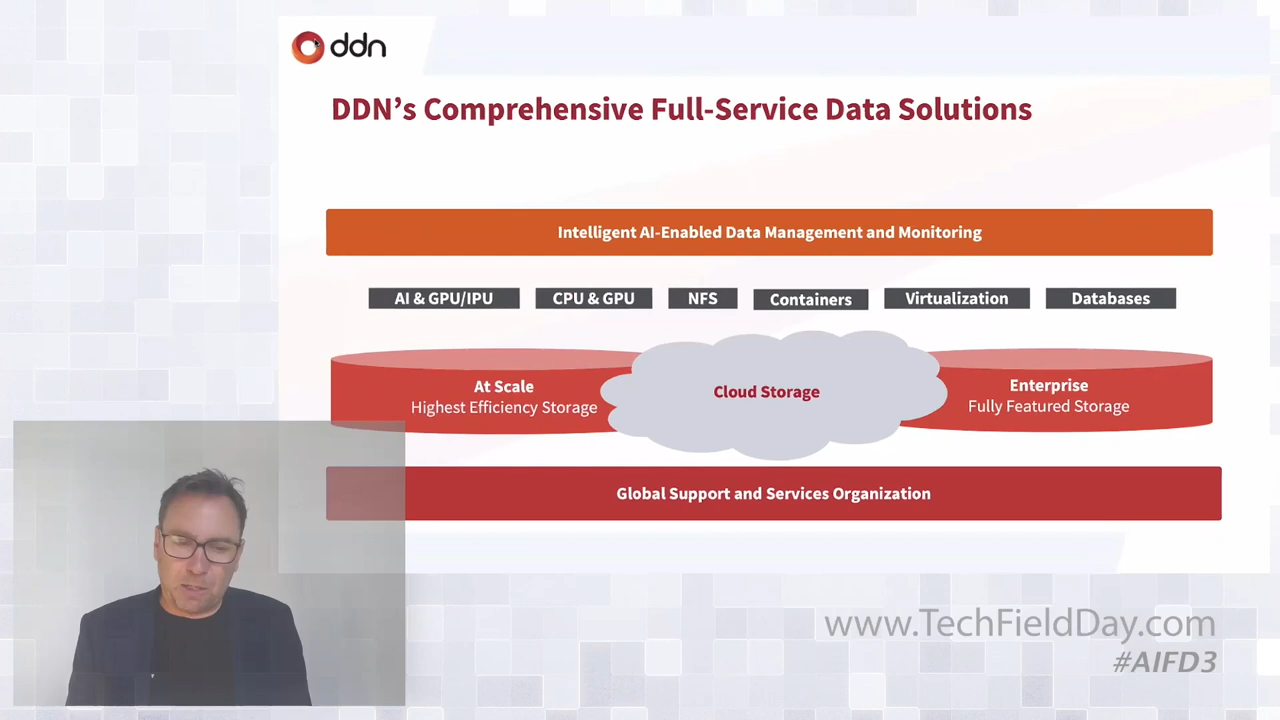 ddn
DDN's Comprehensive Full-Service Data Solutions
Intelligent AI-Enabled Data Management and Monitoring
AI & GPU/IPU
CPU & GPU
NFS
Containers
Virtualization
Databases
At Scale
Highest Efficiency Storage
Cloud Storage
Enterprise
Fully Featured Storage
Global Support and Services Organization
www.TechFieldDay.com
#AIFD3